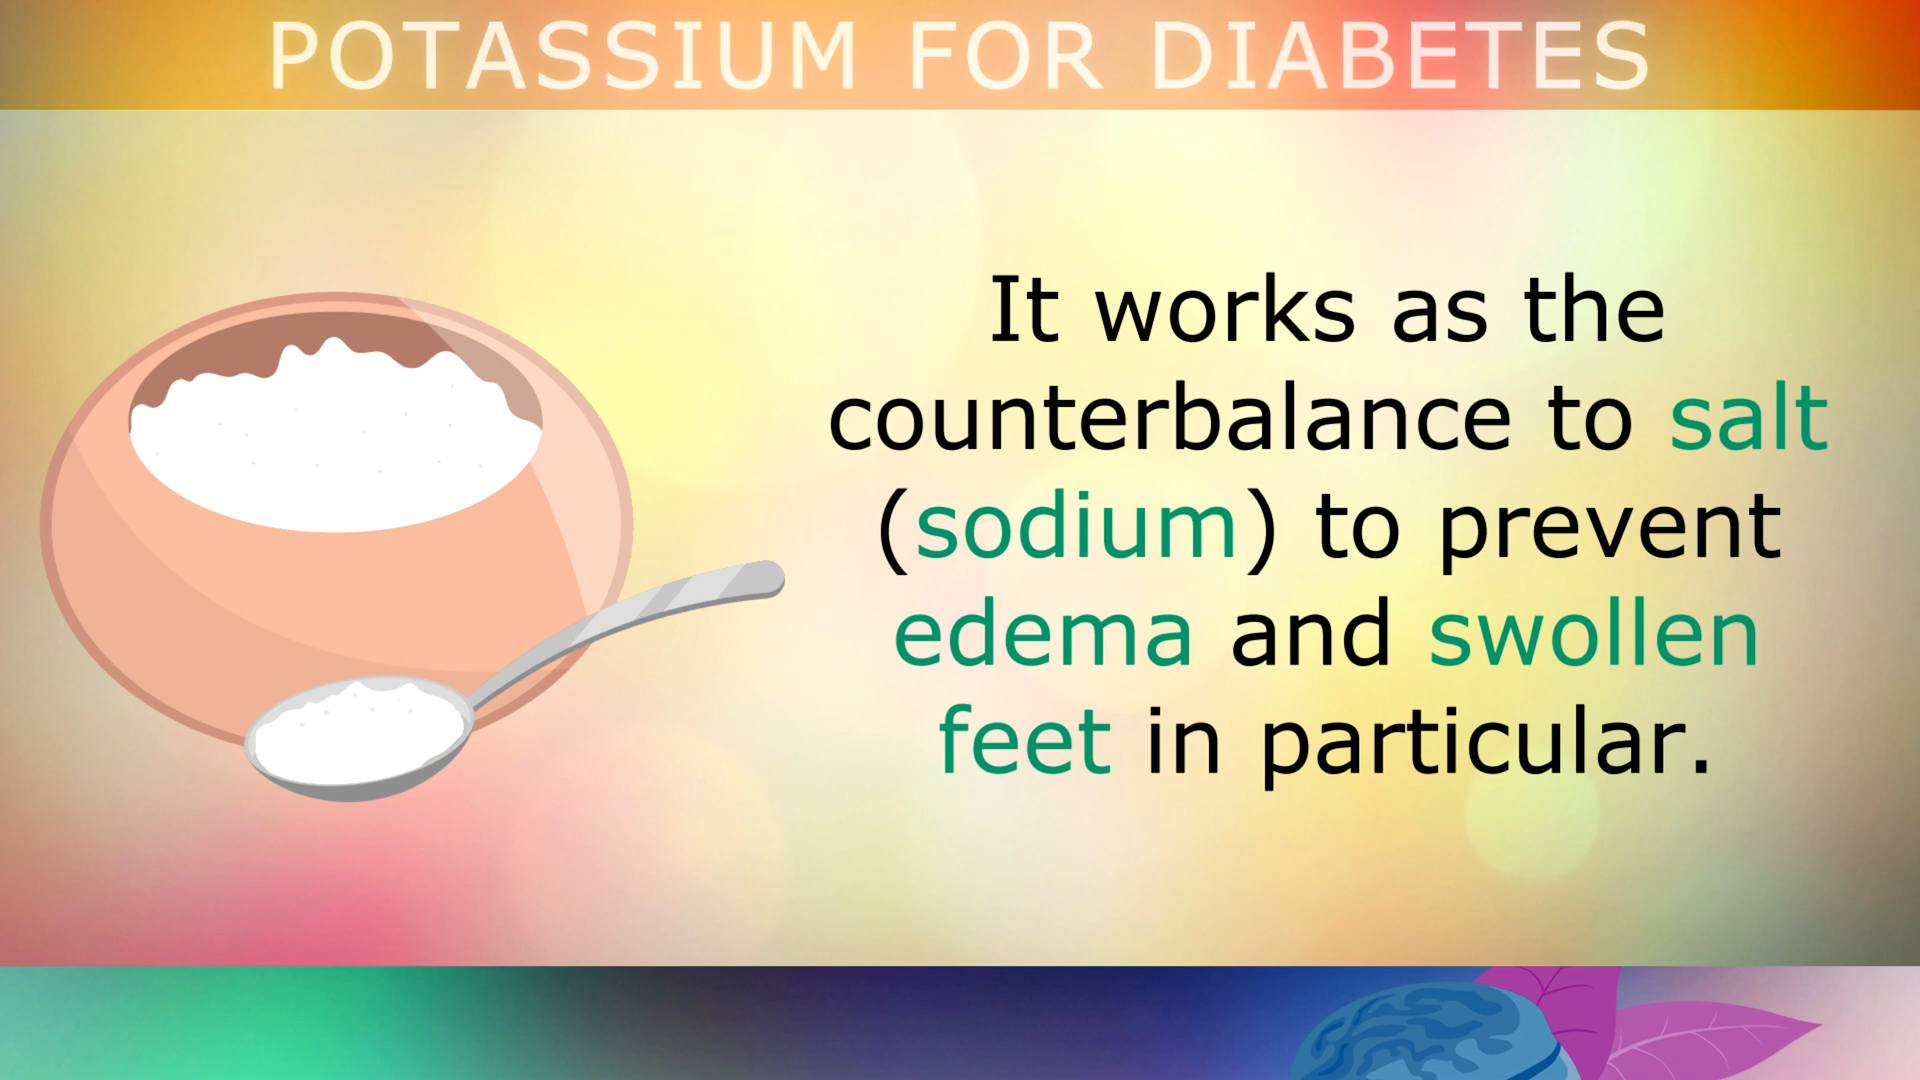 POTASSIUM FOR DIABETES
It works as the
counterbalance to salt
(sodium) to prevent
edema and swollen
feet in particular.